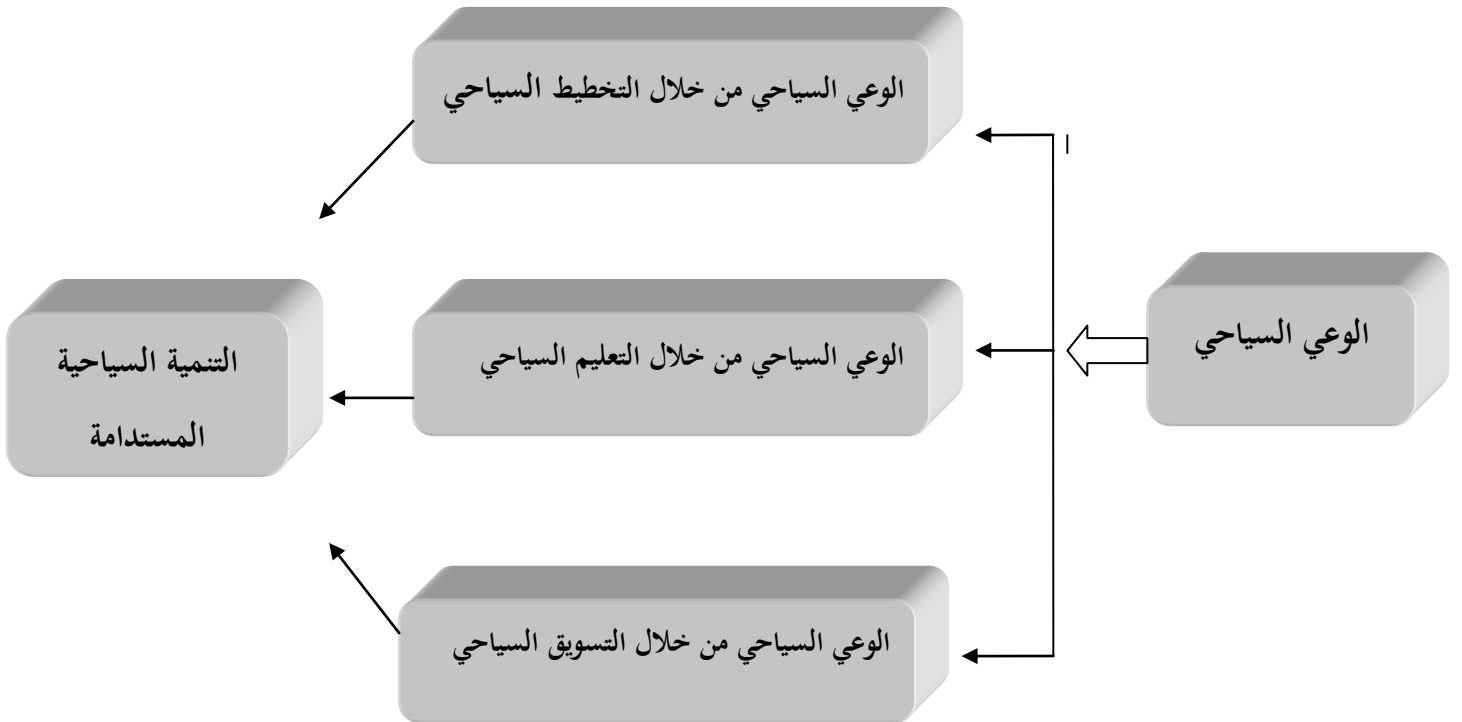 الوعي السياحي من خلال التخطيط السياحي
الوعي السياحي
الوعي السياحي من خلال التعليم السياحي
التنمية السياحية
المستدامة
الوعي السياحي من خلال التسويق السياحي